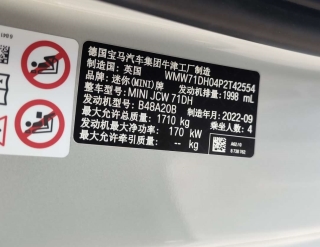 德国宝马汽车集团牛津工厂制造
制造国：英国 WMW71DH04P2T42554
品牌：迷你(MINI)牌 发动机排量：1998 mL
整车型号：MINI JCW 71DH
发动机型号：B48A20B 制造年月：2022-09
最大允许总质量：1710 kg 乘坐人数：4
最大净功率：170 kW
最大允许牵引质量：-- kg